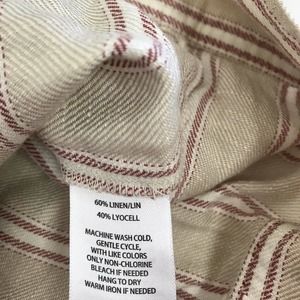 60% LINEN/LIN
40% LYOCELL
MACHINE WASH COLD,
GENTLE CYCLE,
WITH LIKE COLORS
ONLY NON-CHLORINE
BLEACH IF NEEDED
HANG TO DRY
WARM IRON IF NEEDED